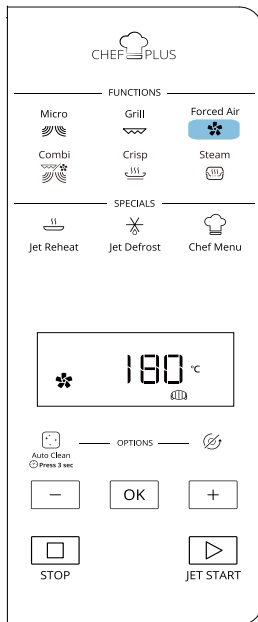 CHEF PLUS
FUNCTIONS
Micro Grill Forced Air
Combi Crisp Steam
SPECIALS
Jet Reheat Jet Defrost Chef Menu
180 °C
Auto Clean
Press 3 sec
OPTIONS
− OK +
STOP JET START